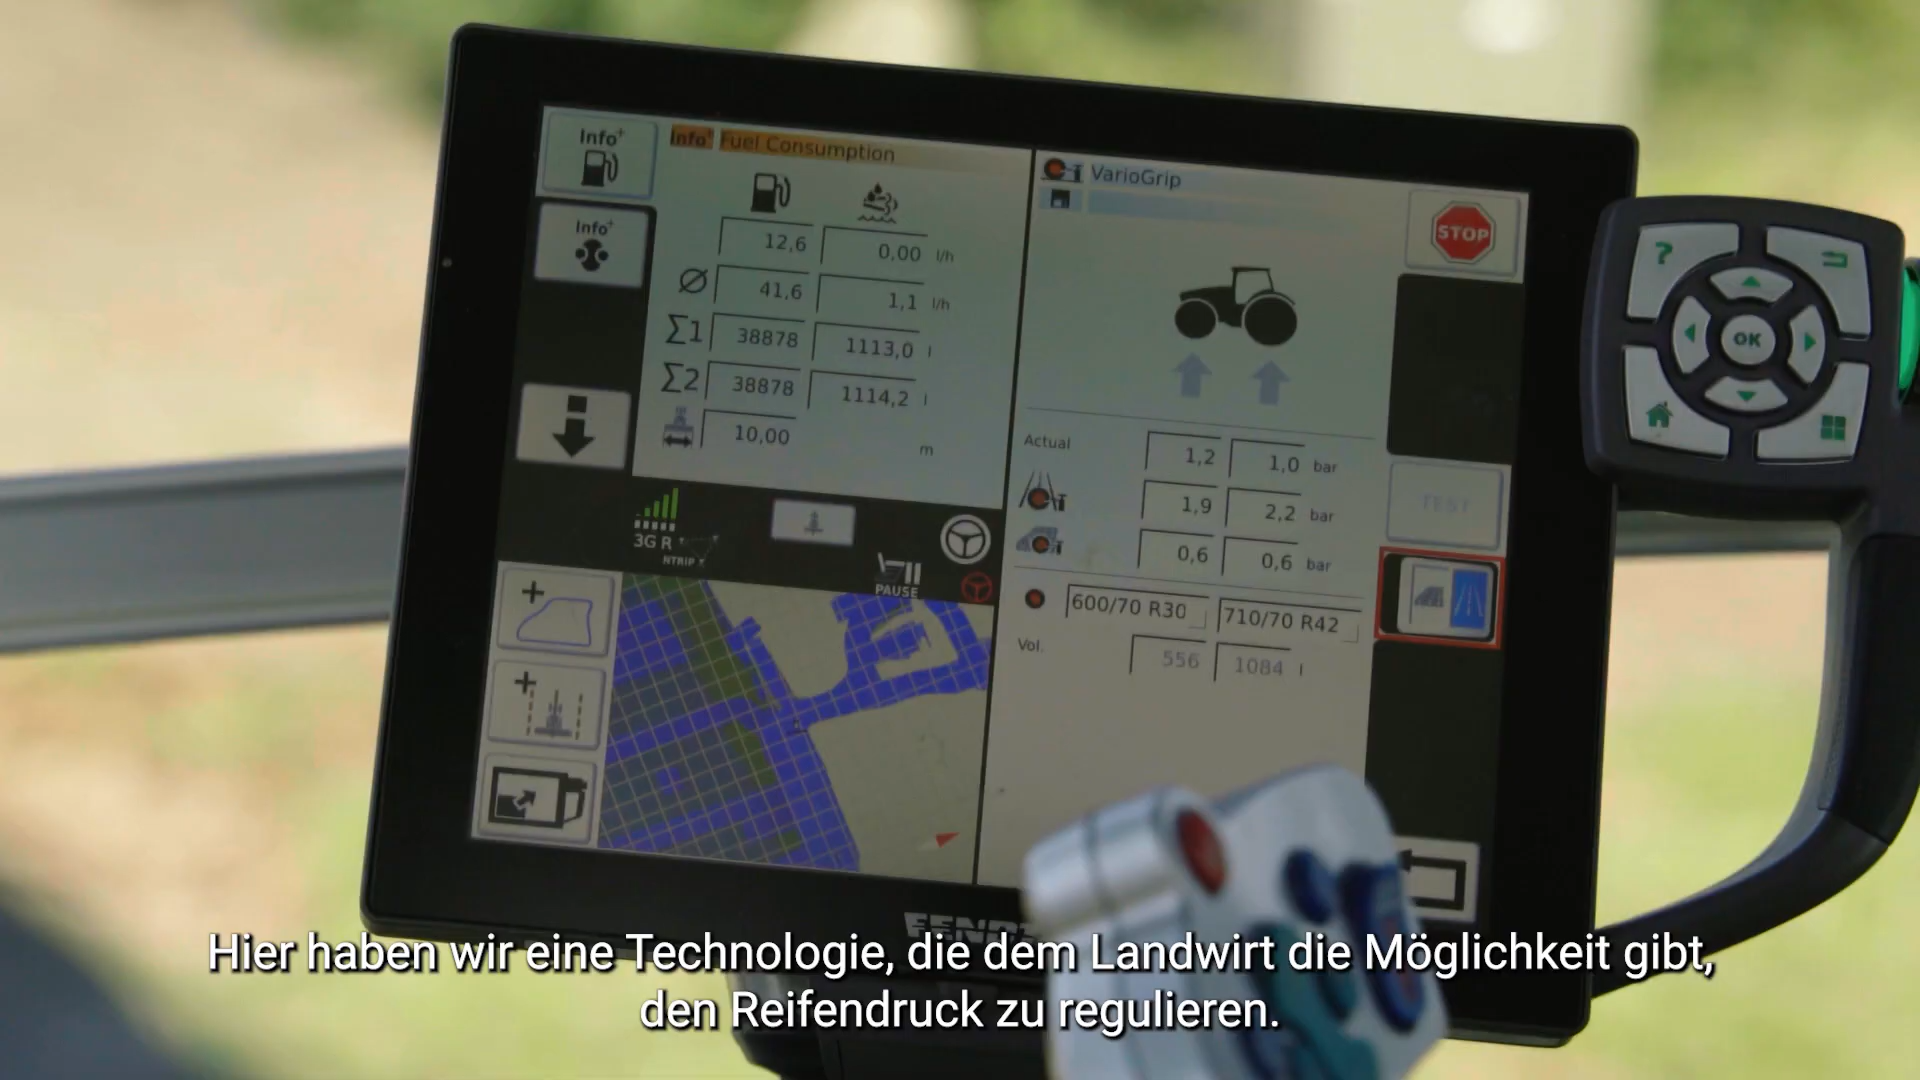 Info+
Info+ Fuel Consumption
12,6 0,00 l/h
Ø 41,6 1,1 l/h
Σ1 38878 1113,0 l
Σ2 38878 1114,2 l
10,00 m
Info+
3G R
NTRIP
PAUSE
VarioGrip
STOP
Actual 1,2 1,0 bar
1,9 2,2 bar
0,6 0,6 bar
TEST
600/70 R30 710/70 R42
Vol. 556 1084 l
?
OK
FENDT
Hier haben wir eine Technologie, die dem Landwirt die Möglichkeit gibt,
den Reifendruck zu regulieren.